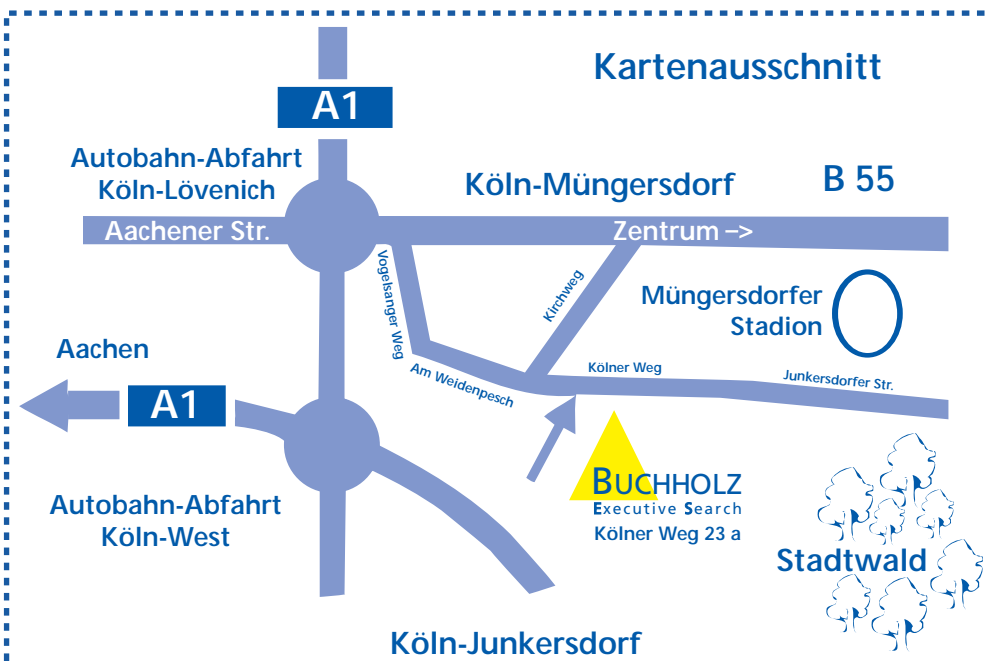 Kartenausschnitt
A1
Autobahn-Abfahrt
Köln-Lövenich
Köln-Müngersdorf
B 55
Aachener Str.
Zentrum –>
Vogelsanger Weg
Kirchweg
Müngersdorfer
Stadion
Aachen
A1
Am Weidenpesch
Kölner Weg
Junkersdorfer Str.
BUCHHOLZ
Executive Search
Kölner Weg 23 a
Autobahn-Abfahrt
Köln-West
Stadtwald
Köln-Junkersdorf